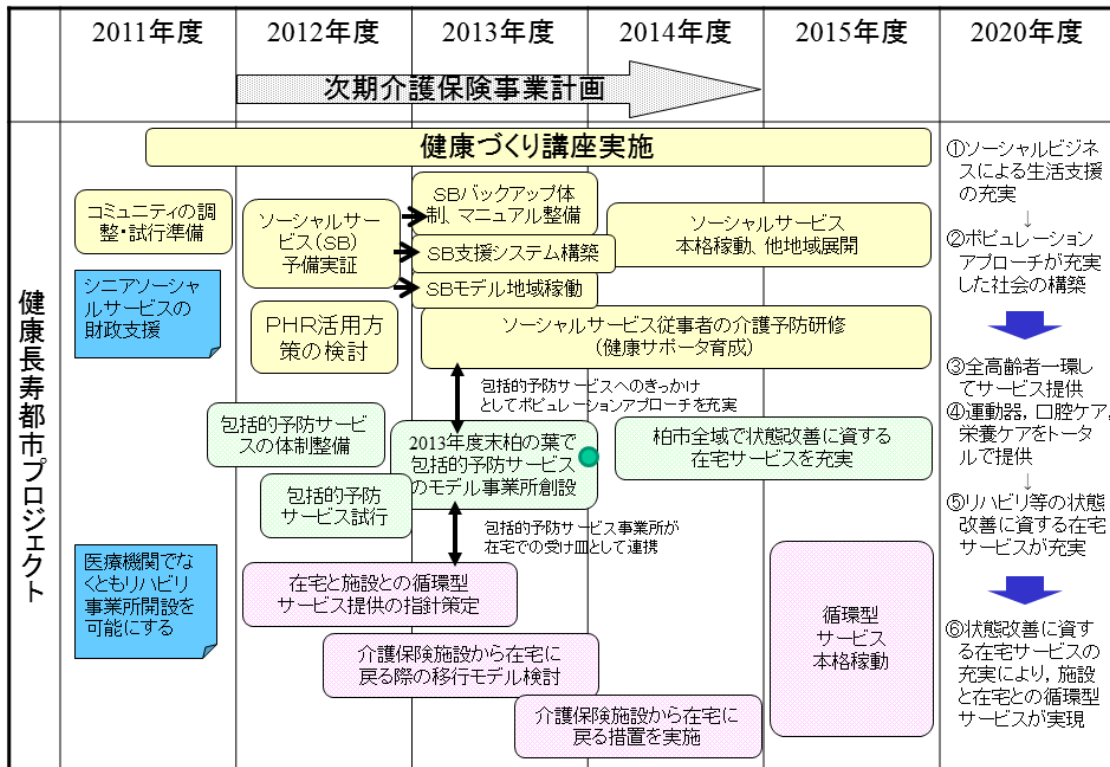 2011年度
2012年度
2013年度
2014年度
2015年度
2020年度
次期介護保険事業計画
健康長寿都市プロジェクト
健康づくり講座実施
コミュニティの調
整・試行準備
シニアソーシャ
ルサービスの
財政支援
ソーシャルサー
ビス(SB)
予備実証
SBバックアップ体
制、マニュアル整備
SB支援システム構築
SBモデル地域稼働
ソーシャルサービス
本格稼動、他地域展開
PHR活用方
策の検討
ソーシャルサービス従事者の介護予防研修
(健康サポータ育成)
包括的予防サービスへのきっかけ
としてポピュレーションアプローチを充実
包括的予防サービ
スの体制整備
2013年度末柏の葉で
包括的予防サービス
のモデル事業所創設
柏市全域で状態改善に資する
在宅サービスを充実
包括的予防
サービス試行
包括的予防サービス事業所が
在宅での受け皿として連携
医療機関でな
くともリハビリ
事業所開設を
可能にする
在宅と施設との循環型
サービス提供の指針策定
介護保険施設から在宅に
戻る際の移行モデル検討
介護保険施設から在宅に
戻る措置を実施
循環型
サービス
本格稼動
①ソーシャルビジネ
スによる生活支援
の充実
↓
②ポピュレーション
アプローチが充実
した社会の構築
③全高齢者一環し
てサービス提供
④運動器，口腔ケア，
栄養ケアをトータ
ルで提供
↓
⑤リハビリ等の状態
改善に資する在宅
サービスが充実
⑥状態改善に資す
る在宅サービスの
充実により，施設
と在宅との循環型
サービスが実現